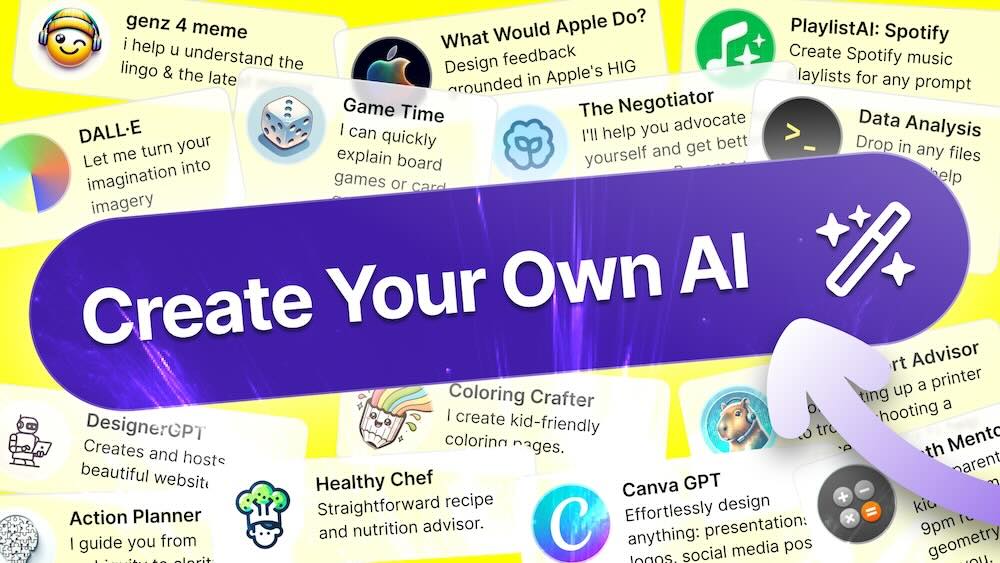 genz 4 meme
i help u understand the
lingo & the late
What Would Apple Do?
Design feedback
grounded in Apple's HIG
PlaylistAI: Spotify
Create Spotify music
playlists for any prompt
DALL·E
Let me turn your
imagination into
imagery
Game Time
I can quickly
explain board
games or card
The Negotiator
I'll help you advocate
yourself and get bett
Data Analysis
Drop in any files
help
Create Your Own AI
DesignerGPT
Creates and hosts
beautiful website
Coloring Crafter
I create kid-friendly
coloring pages.
rt Advisor
ting up a printer
to tro
hooting a
Action Planner
I guide you from
Healthy Chef
Straightforward recipe
and nutrition advisor.
Canva GPT
Effortlessly design
anything: presentations
logos, social media pos
th Mento
parent
9pm
geometry
you,